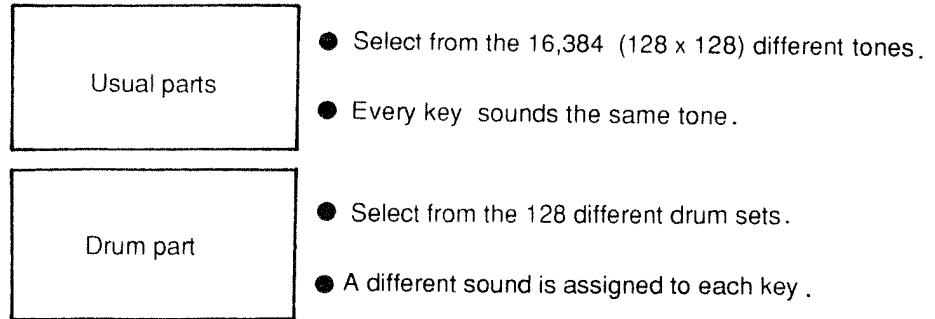 ● Select from the 16,384 (128 x 128) different tones.
Usual parts
● Every key sounds the same tone.
● Select from the 128 different drum sets.
Drum part
● A different sound is assigned to each key.